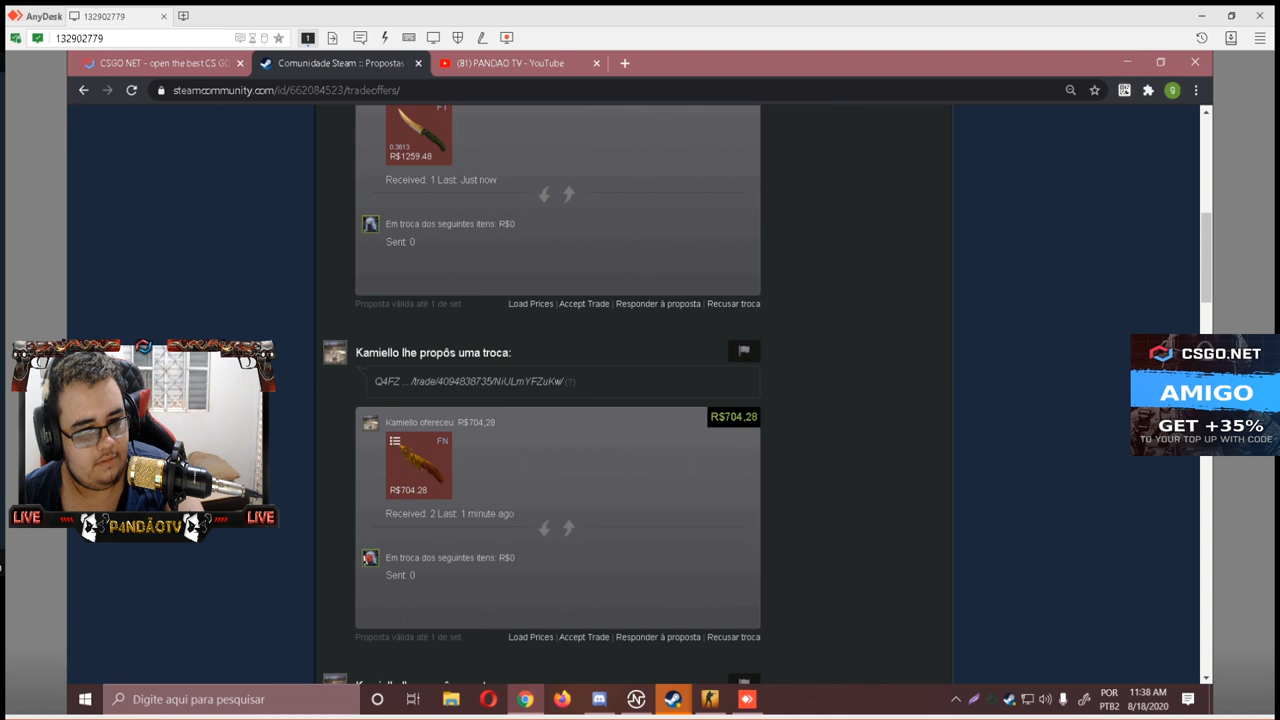 AnyDesk
132902779
132902779
1
CSGO NET - open the best CS GO
Comunidade Steam :: Propostas
(81) PANDAO TV - YouTube
steamcommunity.com/id/662084523/tradeoffers/
g
FT
0.3613
R$1259.48
Received: 1 Last: Just now
Em troca dos seguintes itens: R$0
Sent: 0
Proposta válida até 1 de set
Load Prices | Accept Trade | Responder à proposta | Recusar troca
Kamiello lhe propôs uma troca:
Q4FZ ... /trade/4094838735/NiULmYFZuKw/ (?)
Kamiello ofereceu: R$704,28
R$704,28
FN
R$704.28
Received: 2 Last: 1 minute ago
Em troca dos seguintes itens: R$0
Sent: 0
Proposta válida até 1 de set
Load Prices | Accept Trade | Responder à proposta | Recusar troca
LIVE
P4NDÃOTV
LIVE
CSGO.NET
AMIGO
GET +35%
TO YOUR TOP UP WITH CODE
Digite aqui para pesquisar
POR
PTB2
11:38 AM
8/18/2020